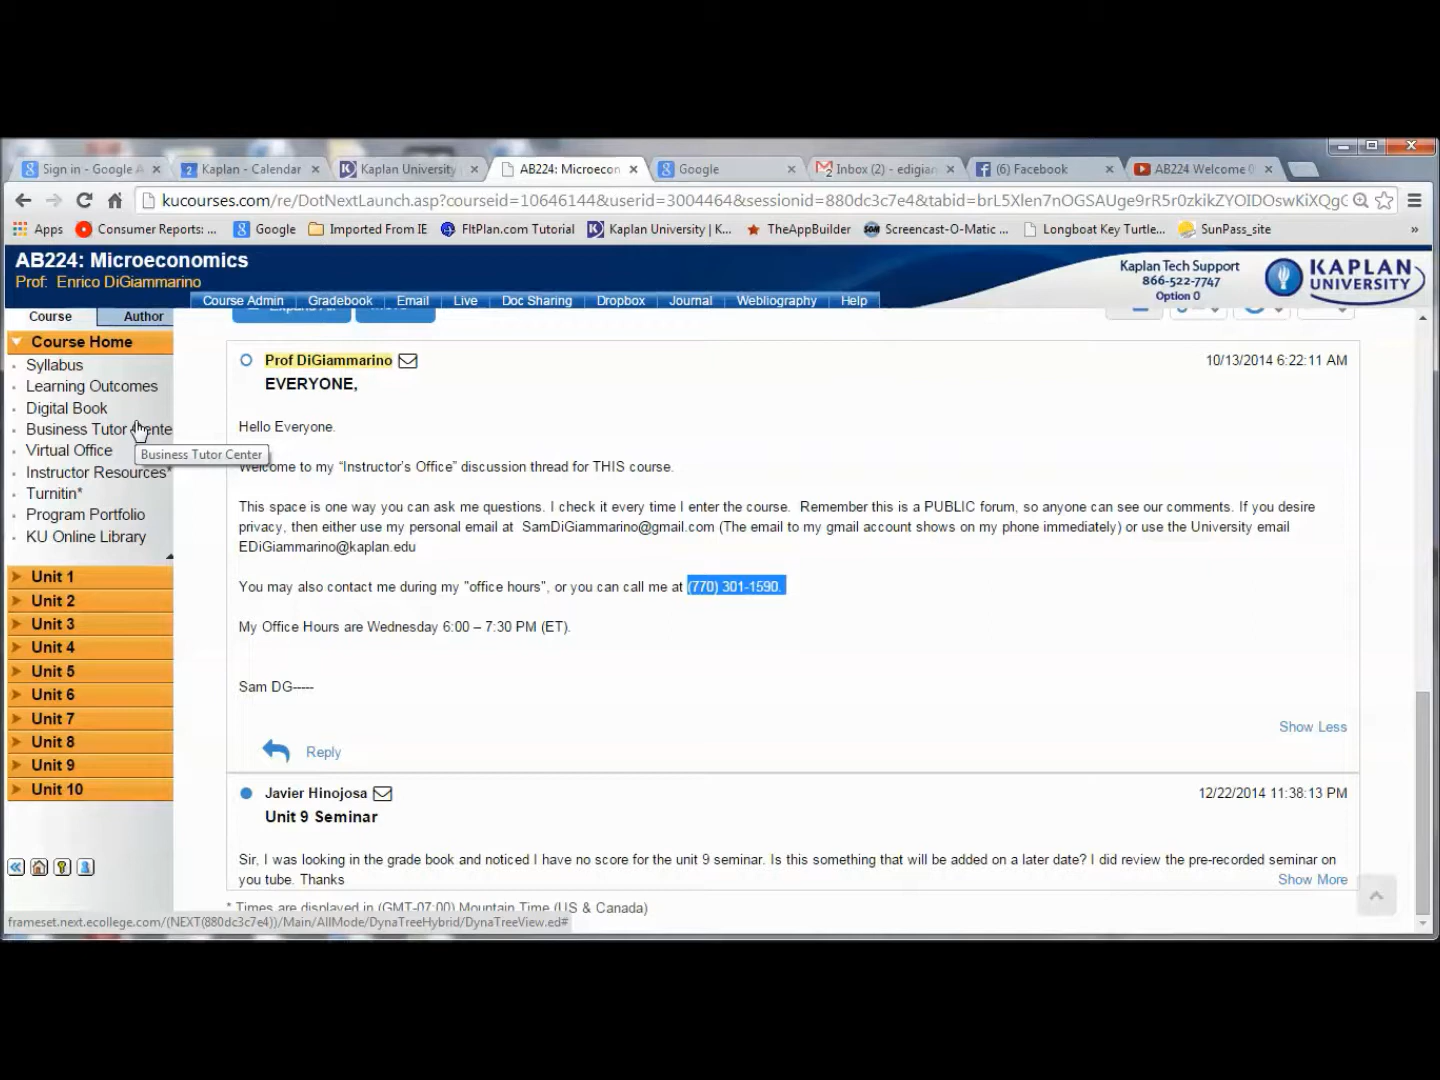 Sign in - Google A
Kaplan - Calendar
Kaplan University
AB224: Microecon
Google
Inbox (2) - edigian
(6) Facebook
AB224 Welcome
kucourses.com/re/DotNextLaunch.asp?courseid=10646144&userid=3004464&sessionid=880dc3c7e4&tabid=brL5XIen7nOGSAUge9rR5r0zkikZYOIDOswKiXQgG
Apps
Consumer Reports: ...
Google
Imported From IE
FltPlan.com Tutorial
Kaplan University | K...
TheAppBuilder
Screencast-O-Matic ...
Longboat Key Turtle...
SunPass_site
»
AB224: Microeconomics
Prof: Enrico DiGiammarino
Kaplan Tech Support
866-522-7747
Option 0
KAPLAN
UNIVERSITY
Course Admin
Gradebook
Email
Live
Doc Sharing
Dropbox
Journal
Webliography
Help
Course
Author
Course Home
Syllabus
Learning Outcomes
Digital Book
Business Tutor Cente
Virtual Office
Business Tutor Center
Instructor Resources*
Turnitin*
Program Portfolio
KU Online Library
Unit 1
Unit 2
Unit 3
Unit 4
Unit 5
Unit 6
Unit 7
Unit 8
Unit 9
Unit 10
Prof DiGiammarino
10/13/2014 6:22:11 AM
EVERYONE,
Hello Everyone.
Welcome to my “Instructor’s Office” discussion thread for THIS course.
This space is one way you can ask me questions. I check it every time I enter the course. Remember this is a PUBLIC forum, so anyone can see our comments. If you desire
privacy, then either use my personal email at SamDiGiammarino@gmail.com (The email to my gmail account shows on my phone immediately) or use the University email
EDiGiammarino@kaplan.edu
You may also contact me during my "office hours", or you can call me at (770) 301-1590.
My Office Hours are Wednesday 6:00 – 7:30 PM (ET).
Sam DG-----
Show Less
Reply
Javier Hinojosa
12/22/2014 11:38:13 PM
Unit 9 Seminar
Sir, I was looking in the grade book and noticed I have no score for the unit 9 seminar. Is this something that will be added on a later date? I did review the pre-recorded seminar on
you tube. Thanks
Show More
* Times are displayed in (GMT-07:00) Mountain Time (US & Canada)
frameset.next.ecollege.com/(NEXT(880dc3c7e4))/Main/AllMode/DynaTreeHybrid/DynaTreeView.ed#